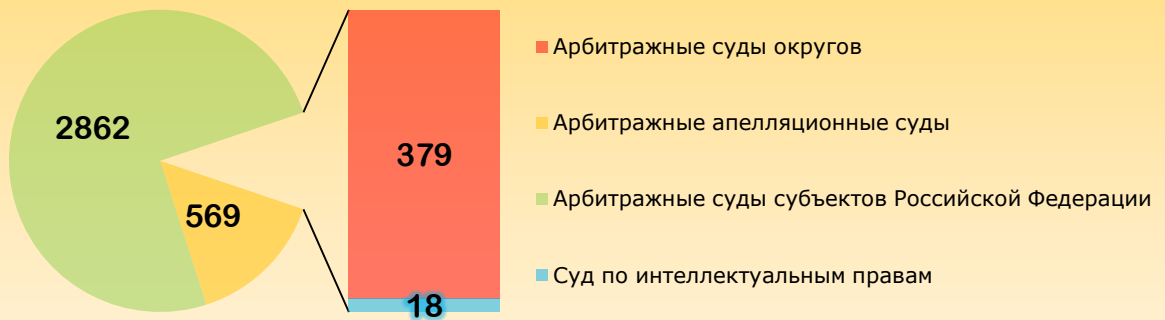 2862
569
379
18
Арбитражные суды округов
Арбитражные апелляционные суды
Арбитражные суды субъектов Российской Федерации
Суд по интеллектуальным правам